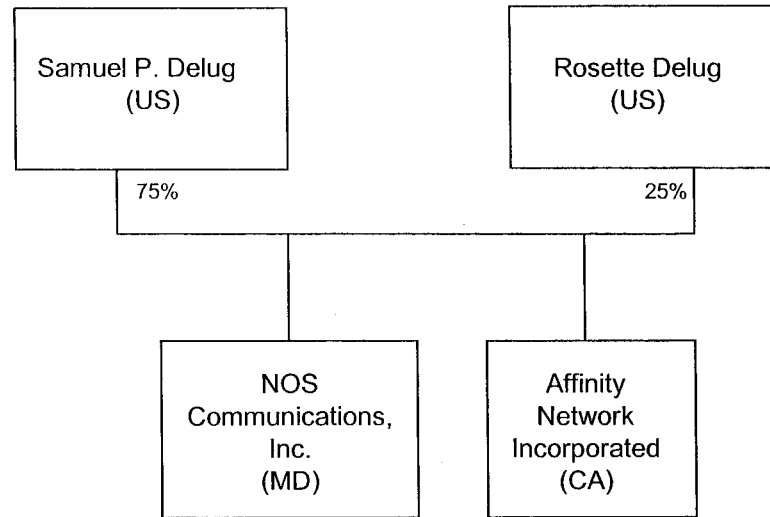 Samuel P. Delug
(US)
Rosette Delug
(US)
75%
25%
NOS
Communications,
Inc.
(MD)
Affinity
Network
Incorporated
(CA)